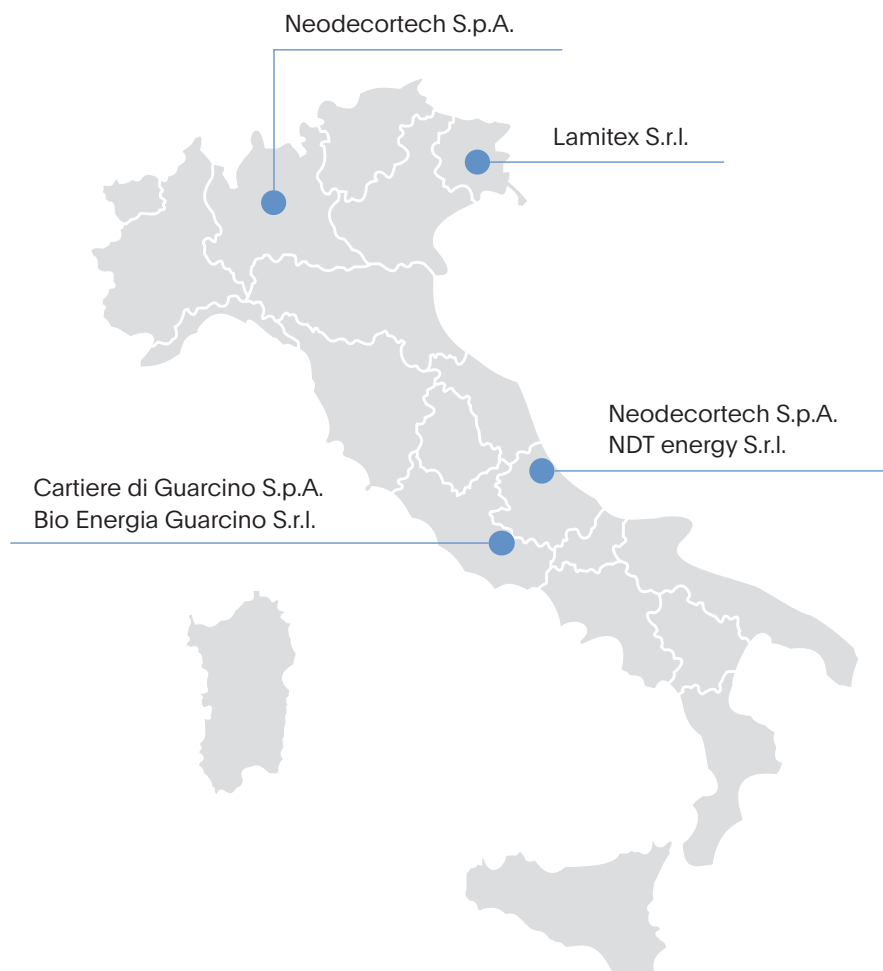 Neodecortech S.p.A.
Lamitex S.r.l.
Neodecortech S.p.A.
NDT energy S.r.l.
Cartiere di Guarcino S.p.A.
Bio Energia Guarcino S.r.l.